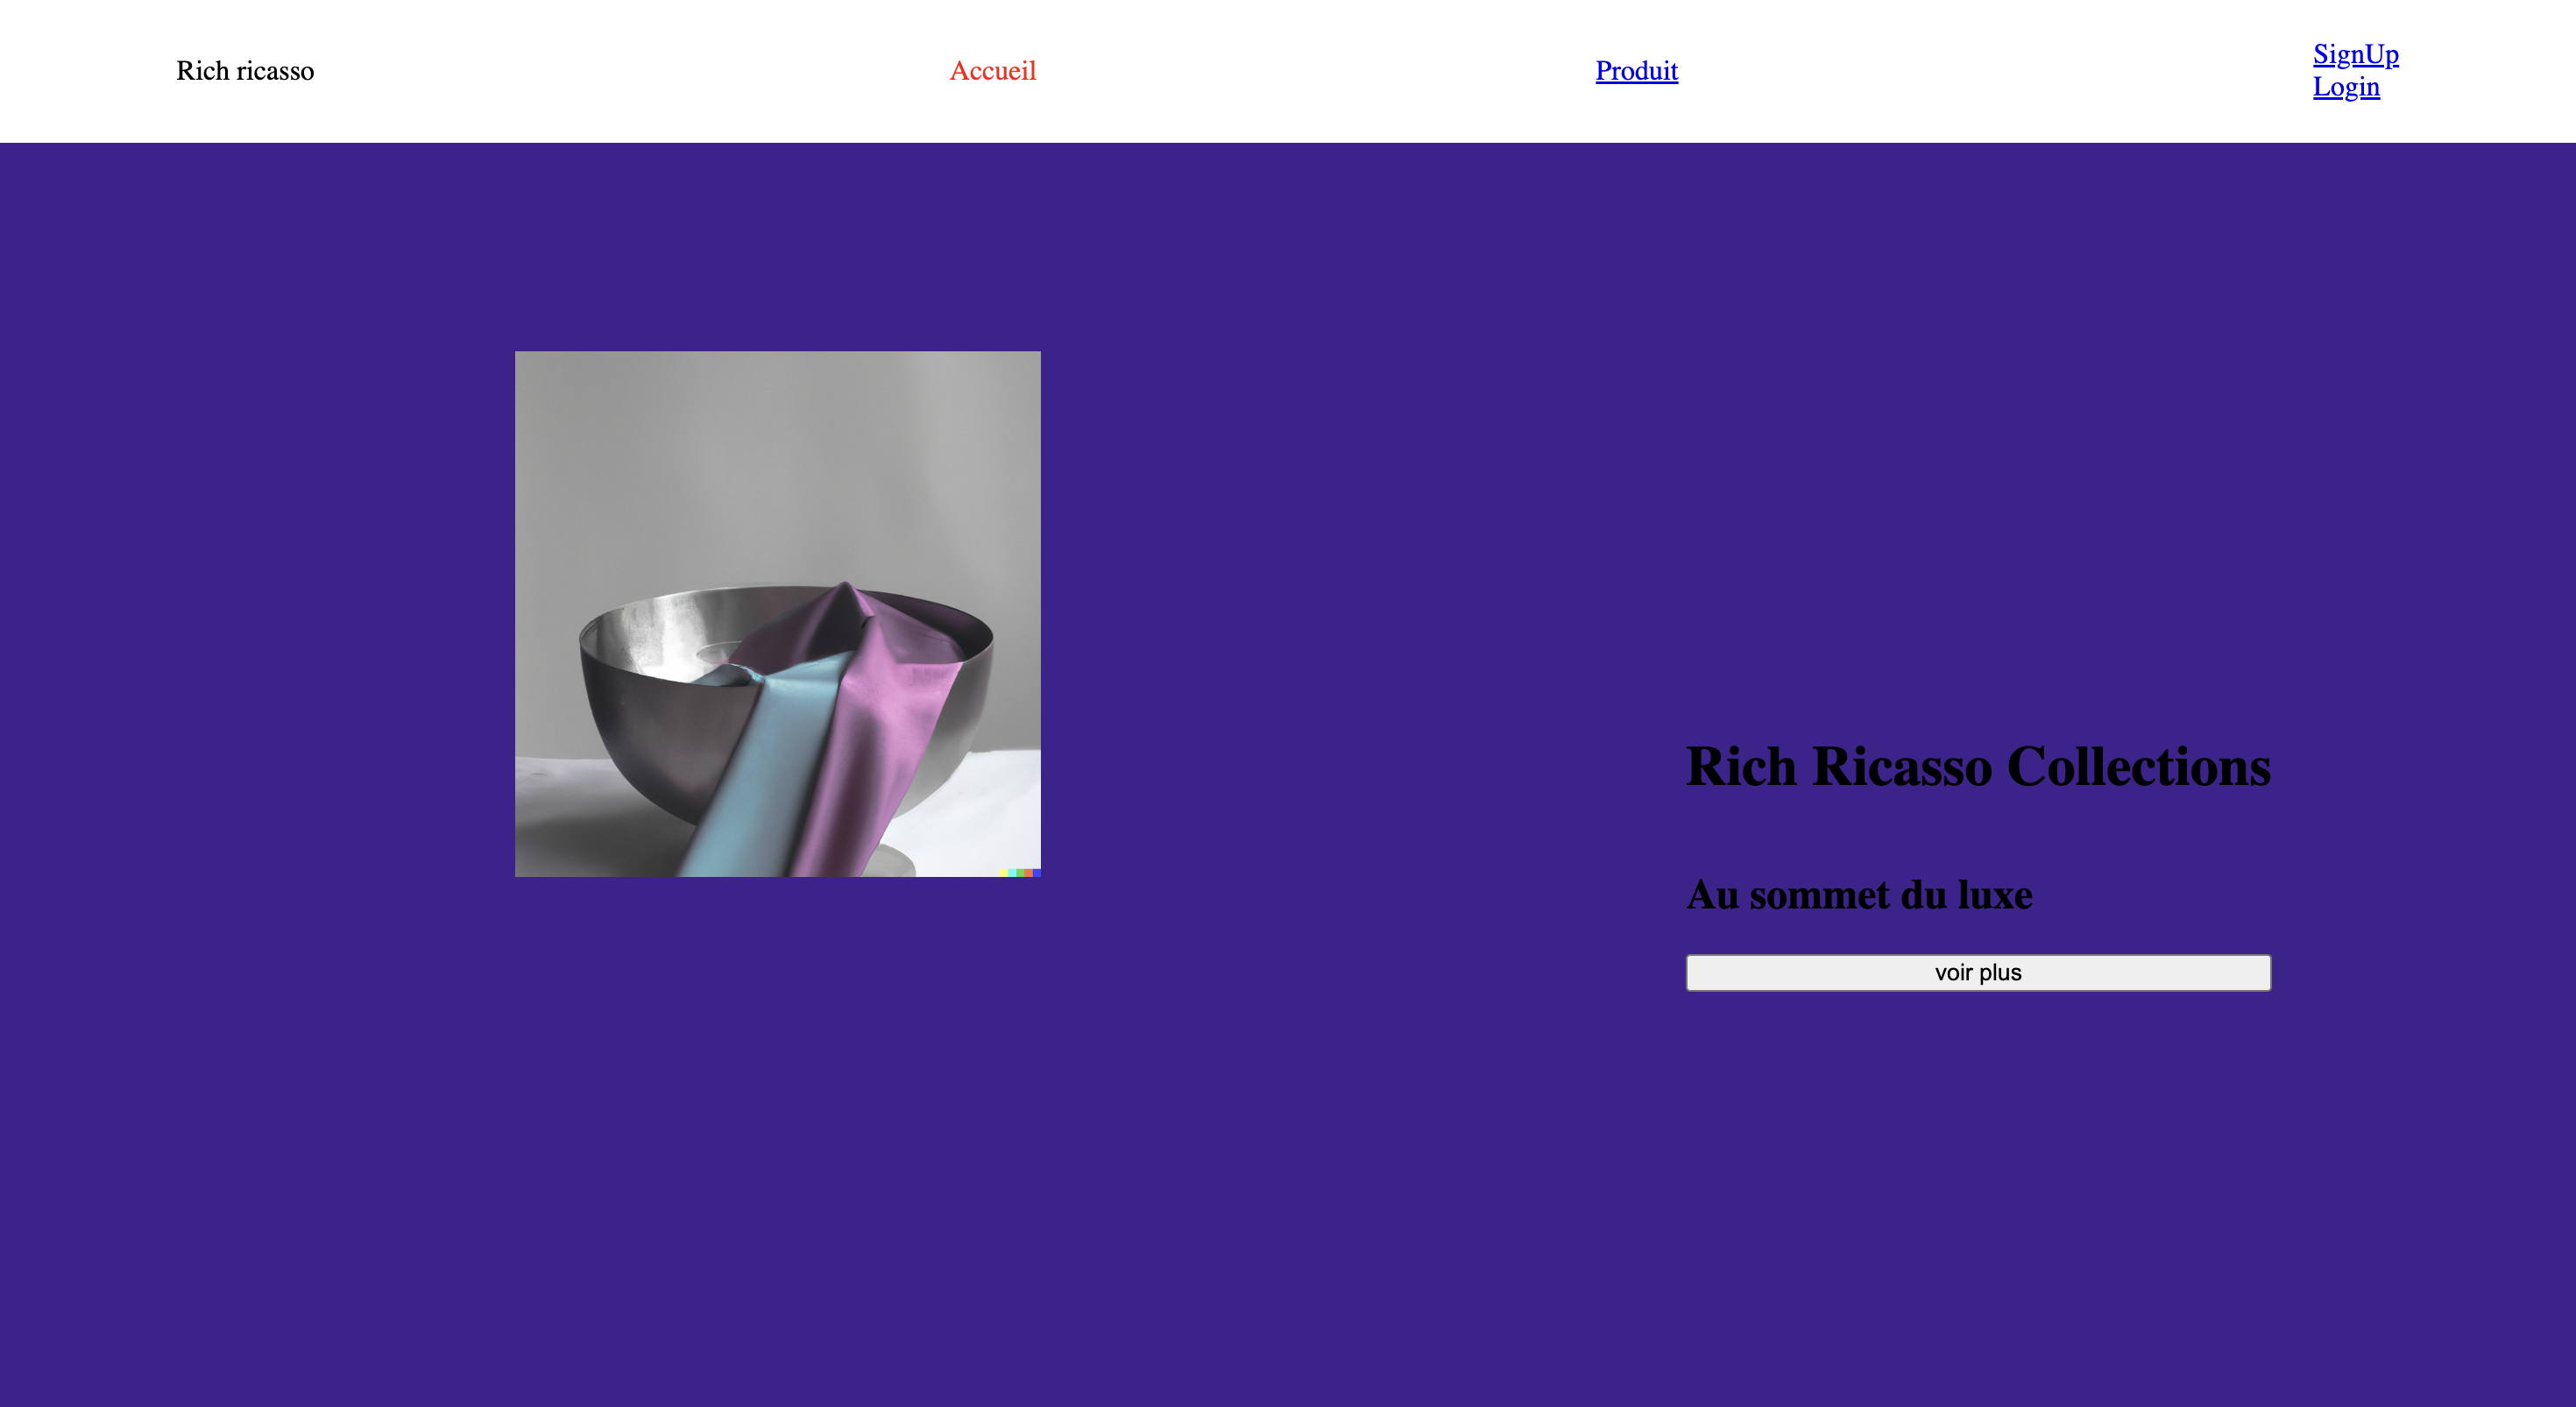 Rich ricasso
Accueil
Produit
SignUp
Login
Rich Ricasso Collections
Au sommet du luxe
voir plus